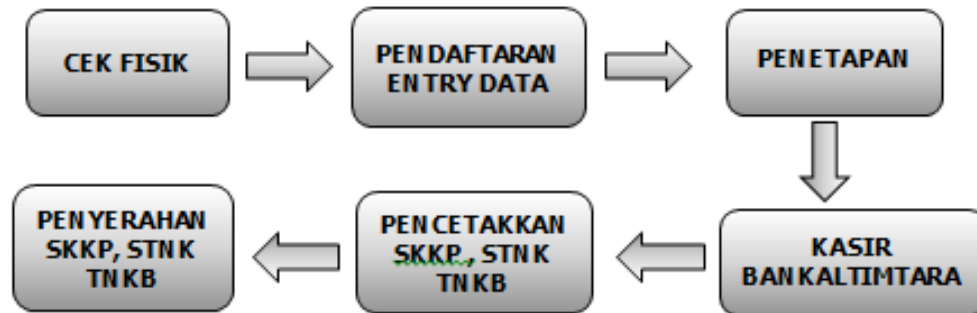 CEK FISIK
PENDAFTARAN
ENTRY DATA
PENETAPAN
KASIR
BANKALTIMTARA
PENCETAKKAN
SKKP, STNK
TNKB
PENYERAHAN
SKKP, STNK
TNKB